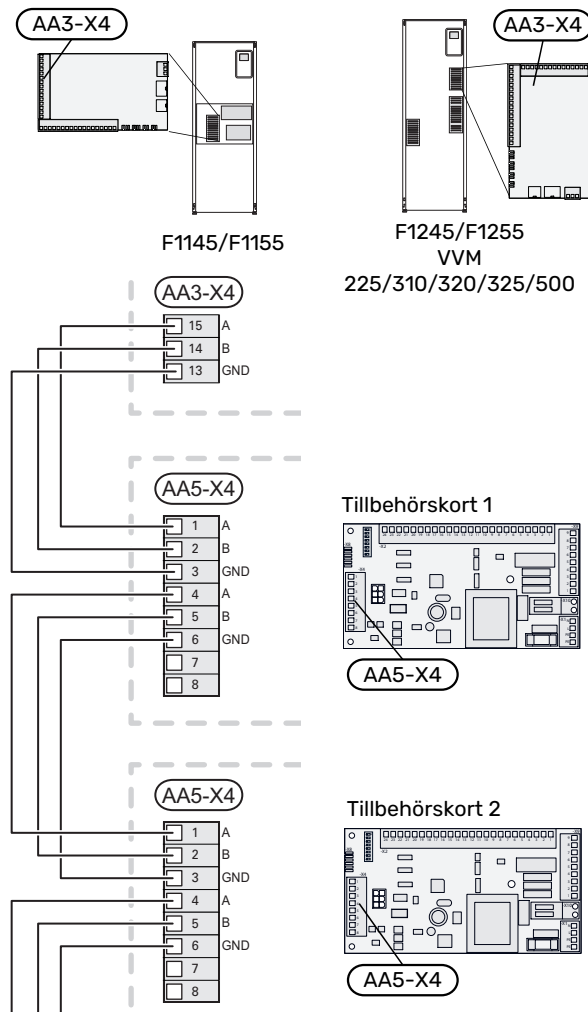 AA3-X4
AA3-X4
F1145/F1155
F1245/F1255
VVM
225/310/320/325/500
AA3-X4
15 A
14 B
13 GND
AA5-X4
1 A
2 B
3 GND
4 A
5 B
6 GND
7
8
Tillbehörskort 1
AA5-X4
AA5-X4
1 A
2 B
3 GND
4 A
5 B
6 GND
7
8
Tillbehörskort 2
AA5-X4